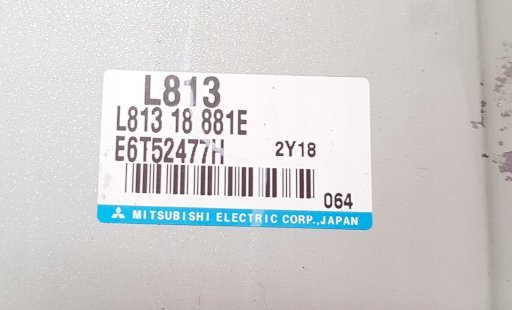 L813
L813 18 881E
E6T52477H 2Y18
064
MITSUBISHI ELECTRIC CORP.,JAPAN